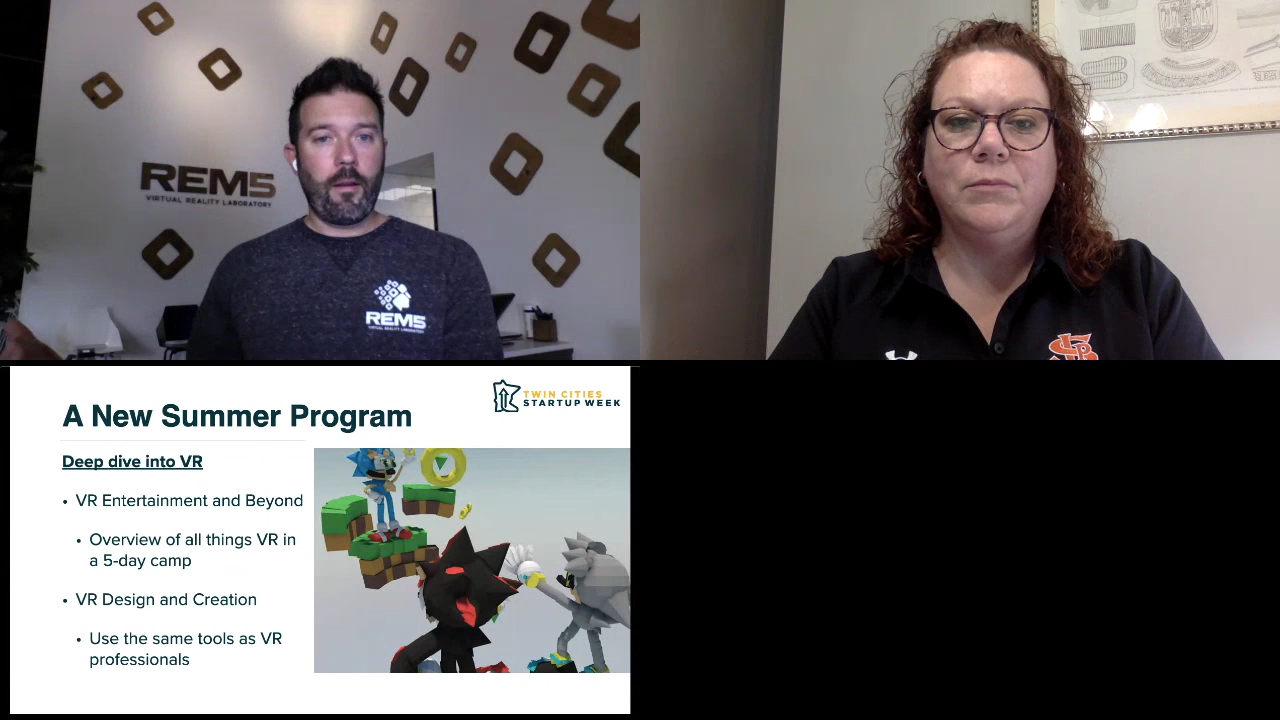 REM5
VIRTUAL REALITY LABORATORY
REM5
VIRTUAL REALITY LABORATORY
TWIN CITIES
STARTUP WEEK
A New Summer Program
Deep dive into VR
• VR Entertainment and Beyond
• Overview of all things VR in
a 5-day camp
• VR Design and Creation
• Use the same tools as VR
professionals